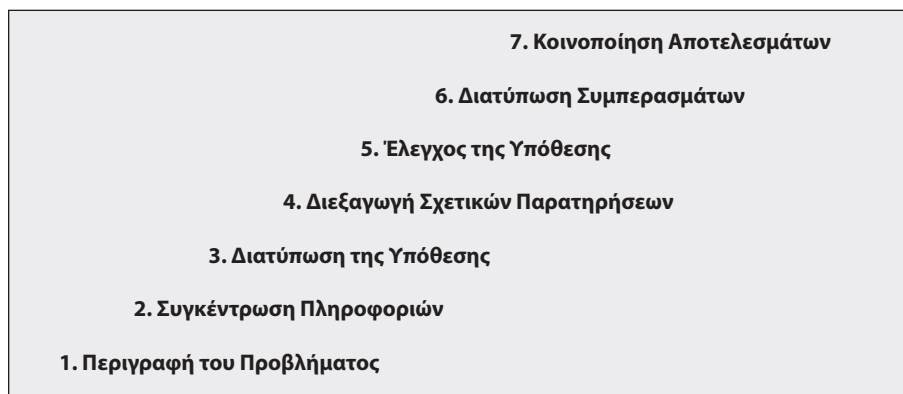 7. Κοινοποίηση Αποτελεσμάτων
6. Διατύπωση Συμπερασμάτων
5. Έλεγχος της Υπόθεσης
4. Διεξαγωγή Σχετικών Παρατηρήσεων
3. Διατύπωση της Υπόθεσης
2. Συγκέντρωση Πληροφοριών
1. Περιγραφή του Προβλήματος